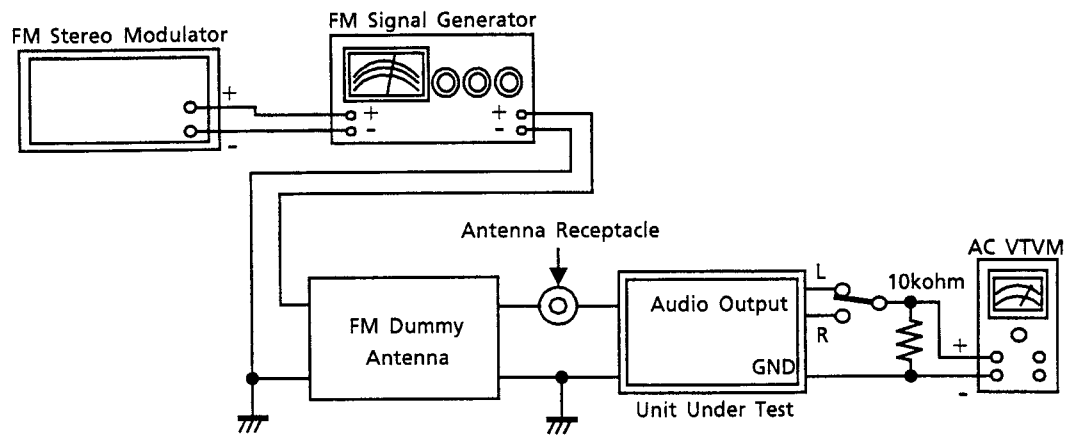 FM Signal Generator
FM Stereo Modulator
+
-
+
-
+
-
Antenna Receptacle
AC VTVM
FM Dummy
Antenna
Audio Output
GND
Unit Under Test
L
R
10kohm
+
-